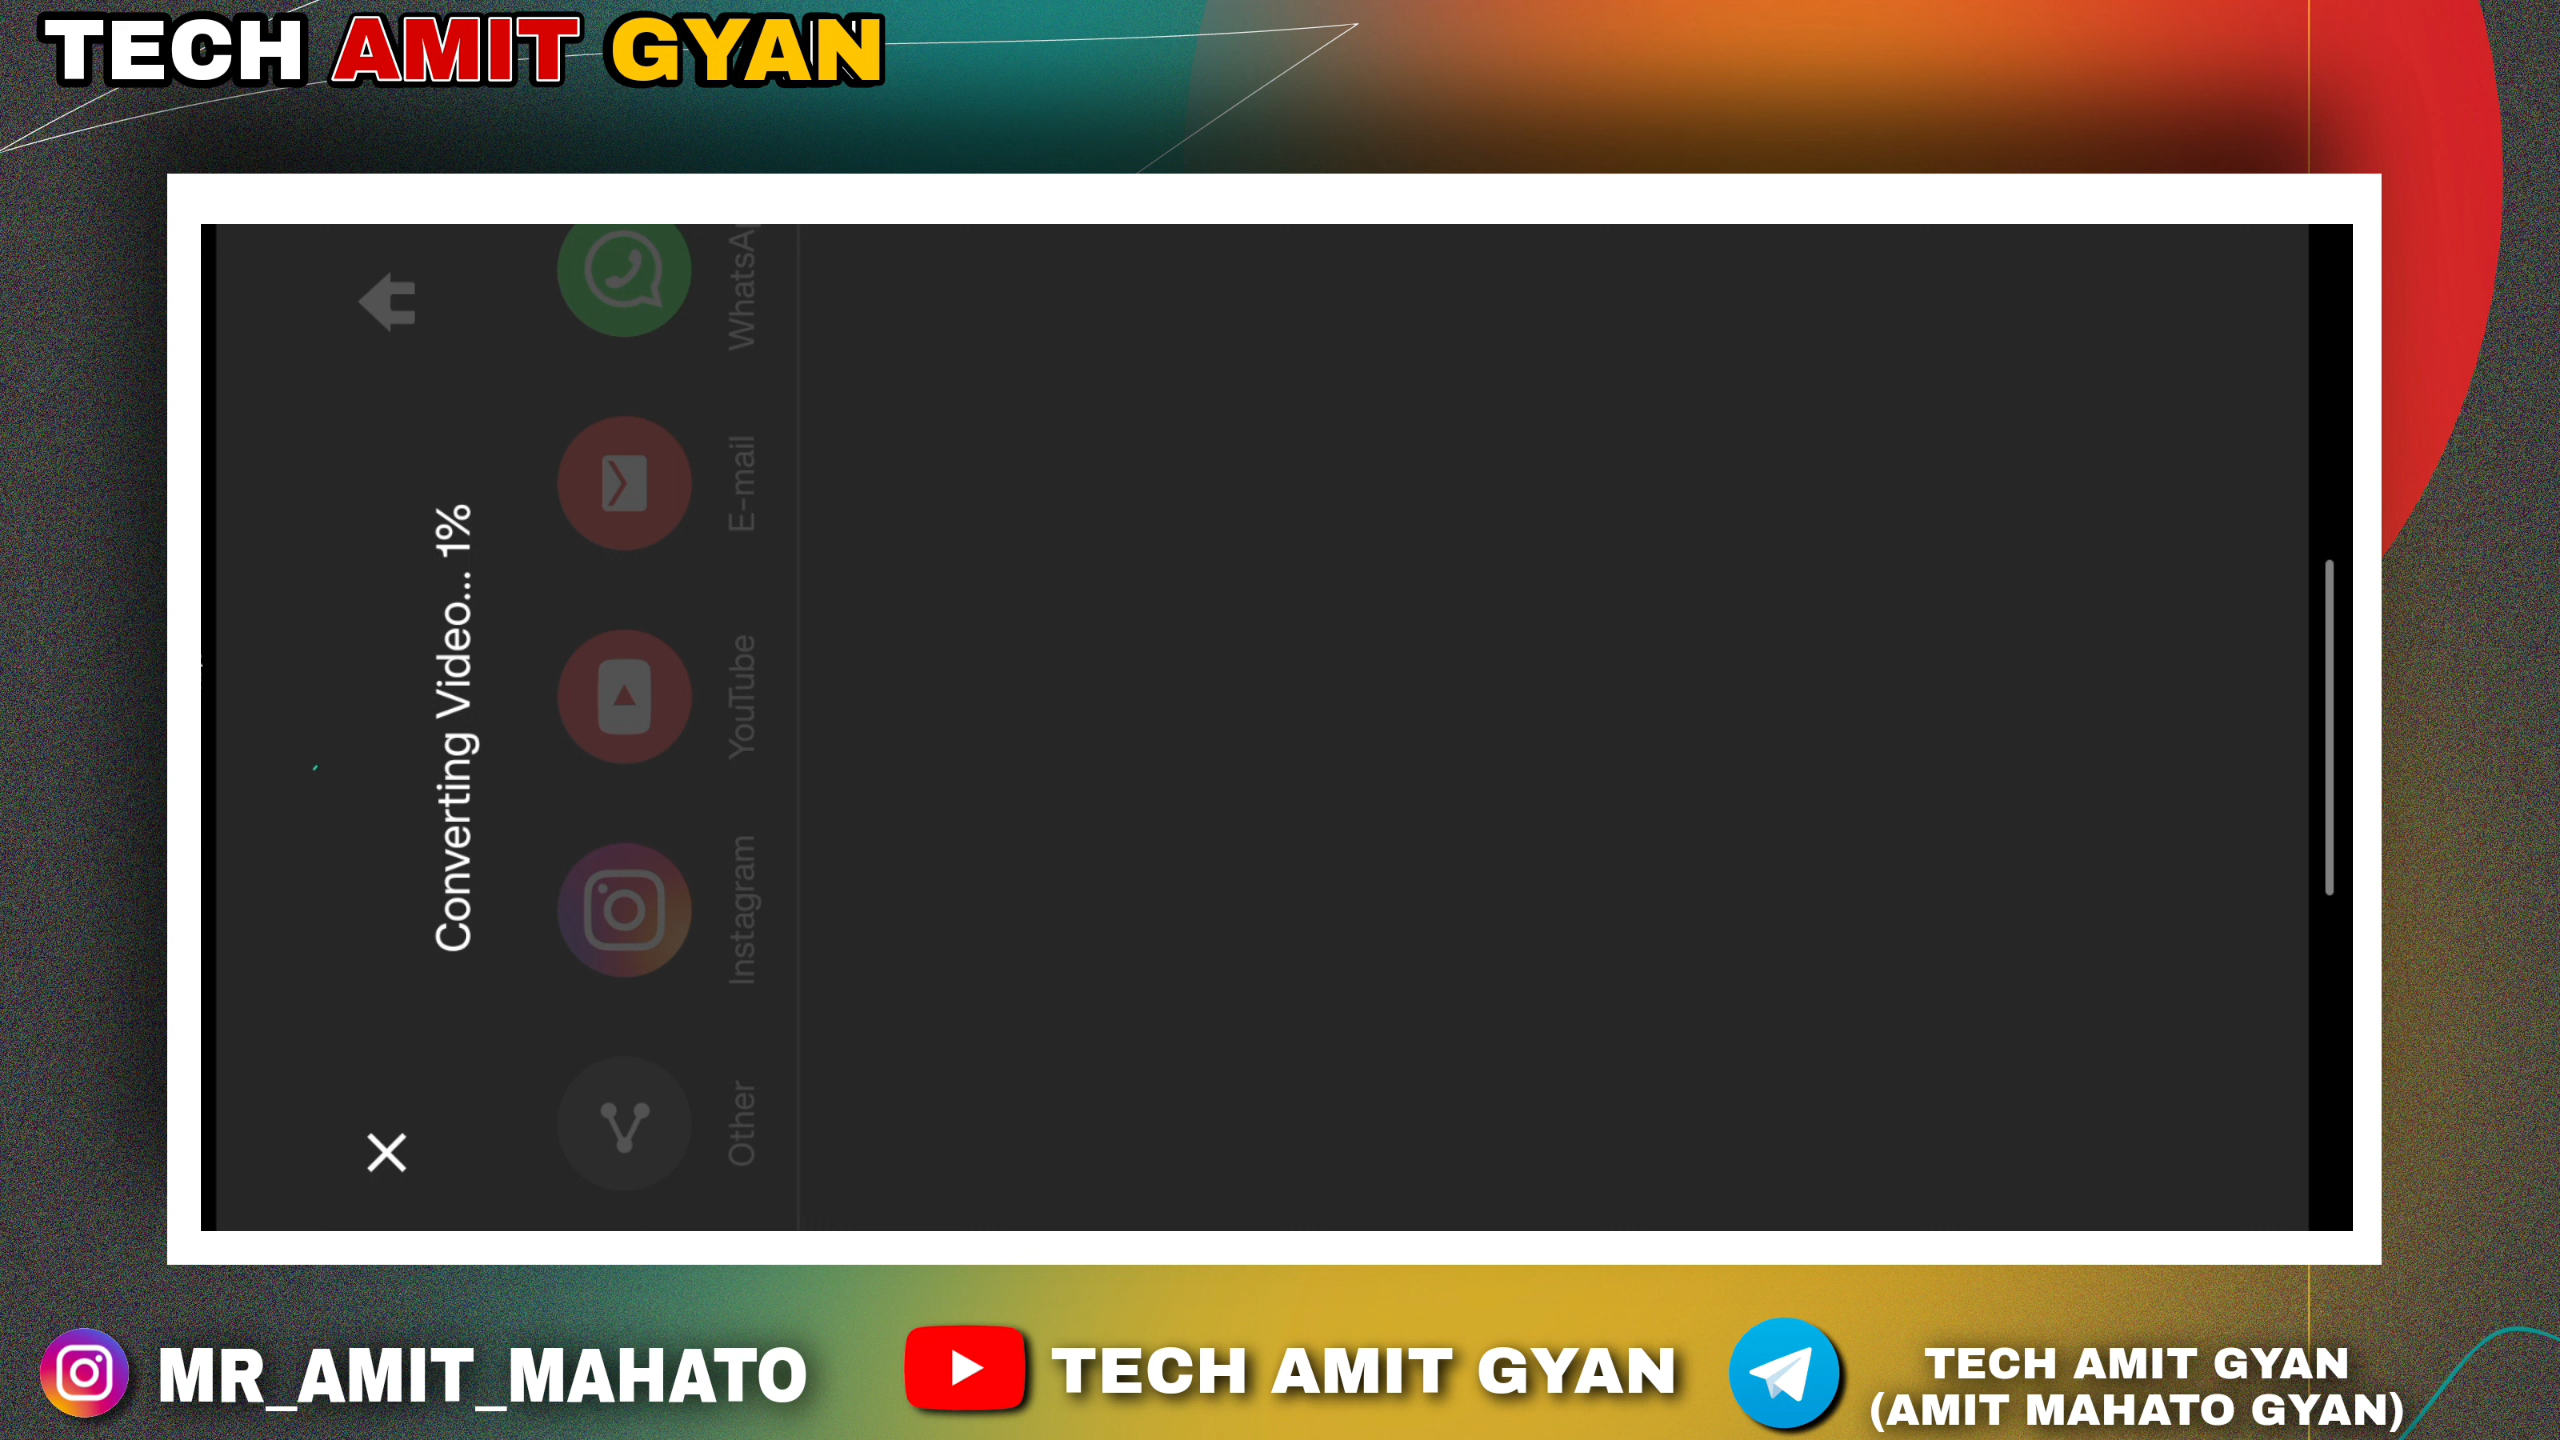 TECH AMIT GYAN
Converting Video... 1%
WhatsAp
E-mail
YouTube
Instagram
Other
MR_AMIT_MAHATO
TECH AMIT GYAN
TECH AMIT GYAN
(AMIT MAHATO GYAN)